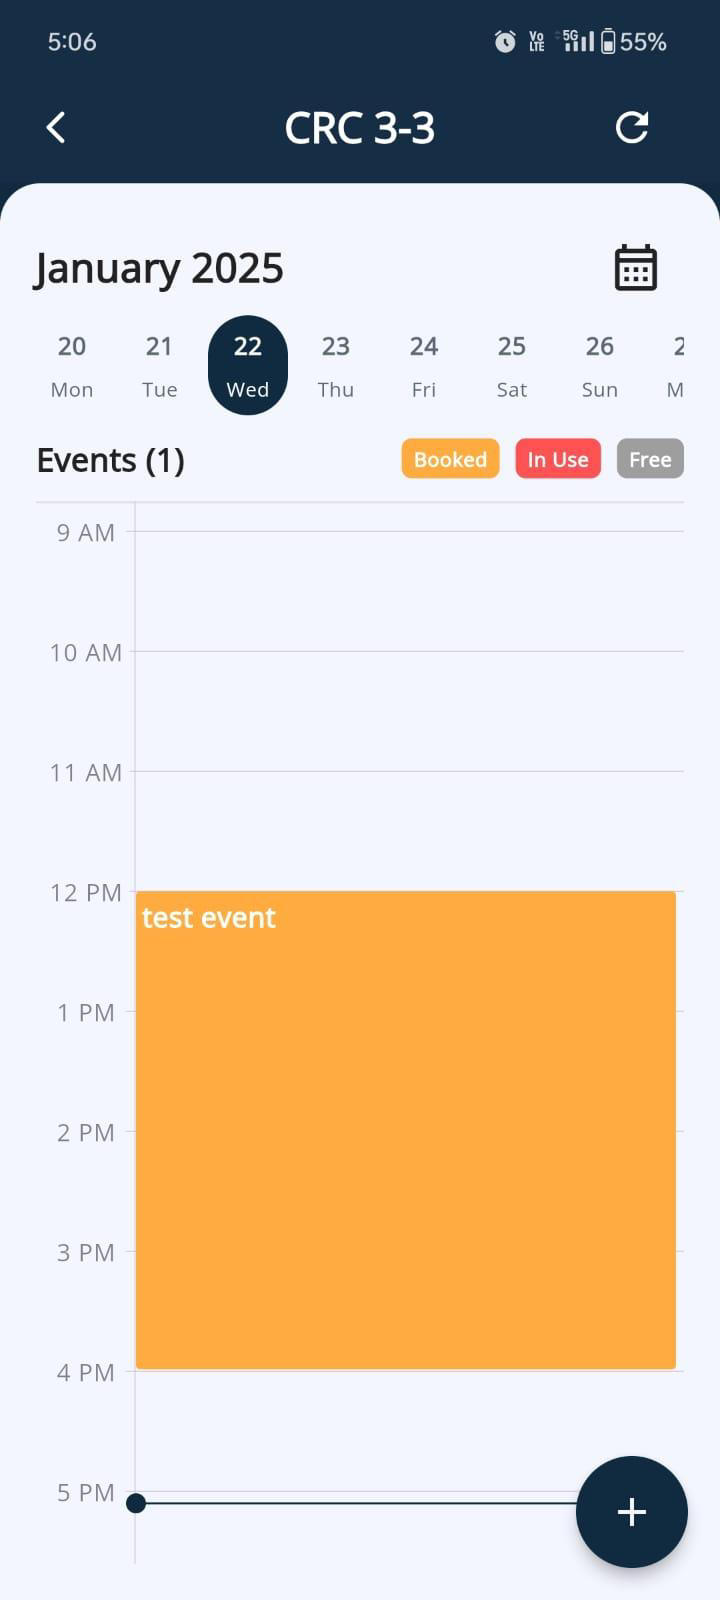 5:06 Vo LTE 5G 55%
CRC 3-3
January 2025
20 21 22 23 24 25 26
Mon Tue Wed Thu Fri Sat Sun M
Events (1) Booked In Use Free
9 AM
10 AM
11 AM
12 PM
test event
1 PM
2 PM
3 PM
4 PM
5 PM
+